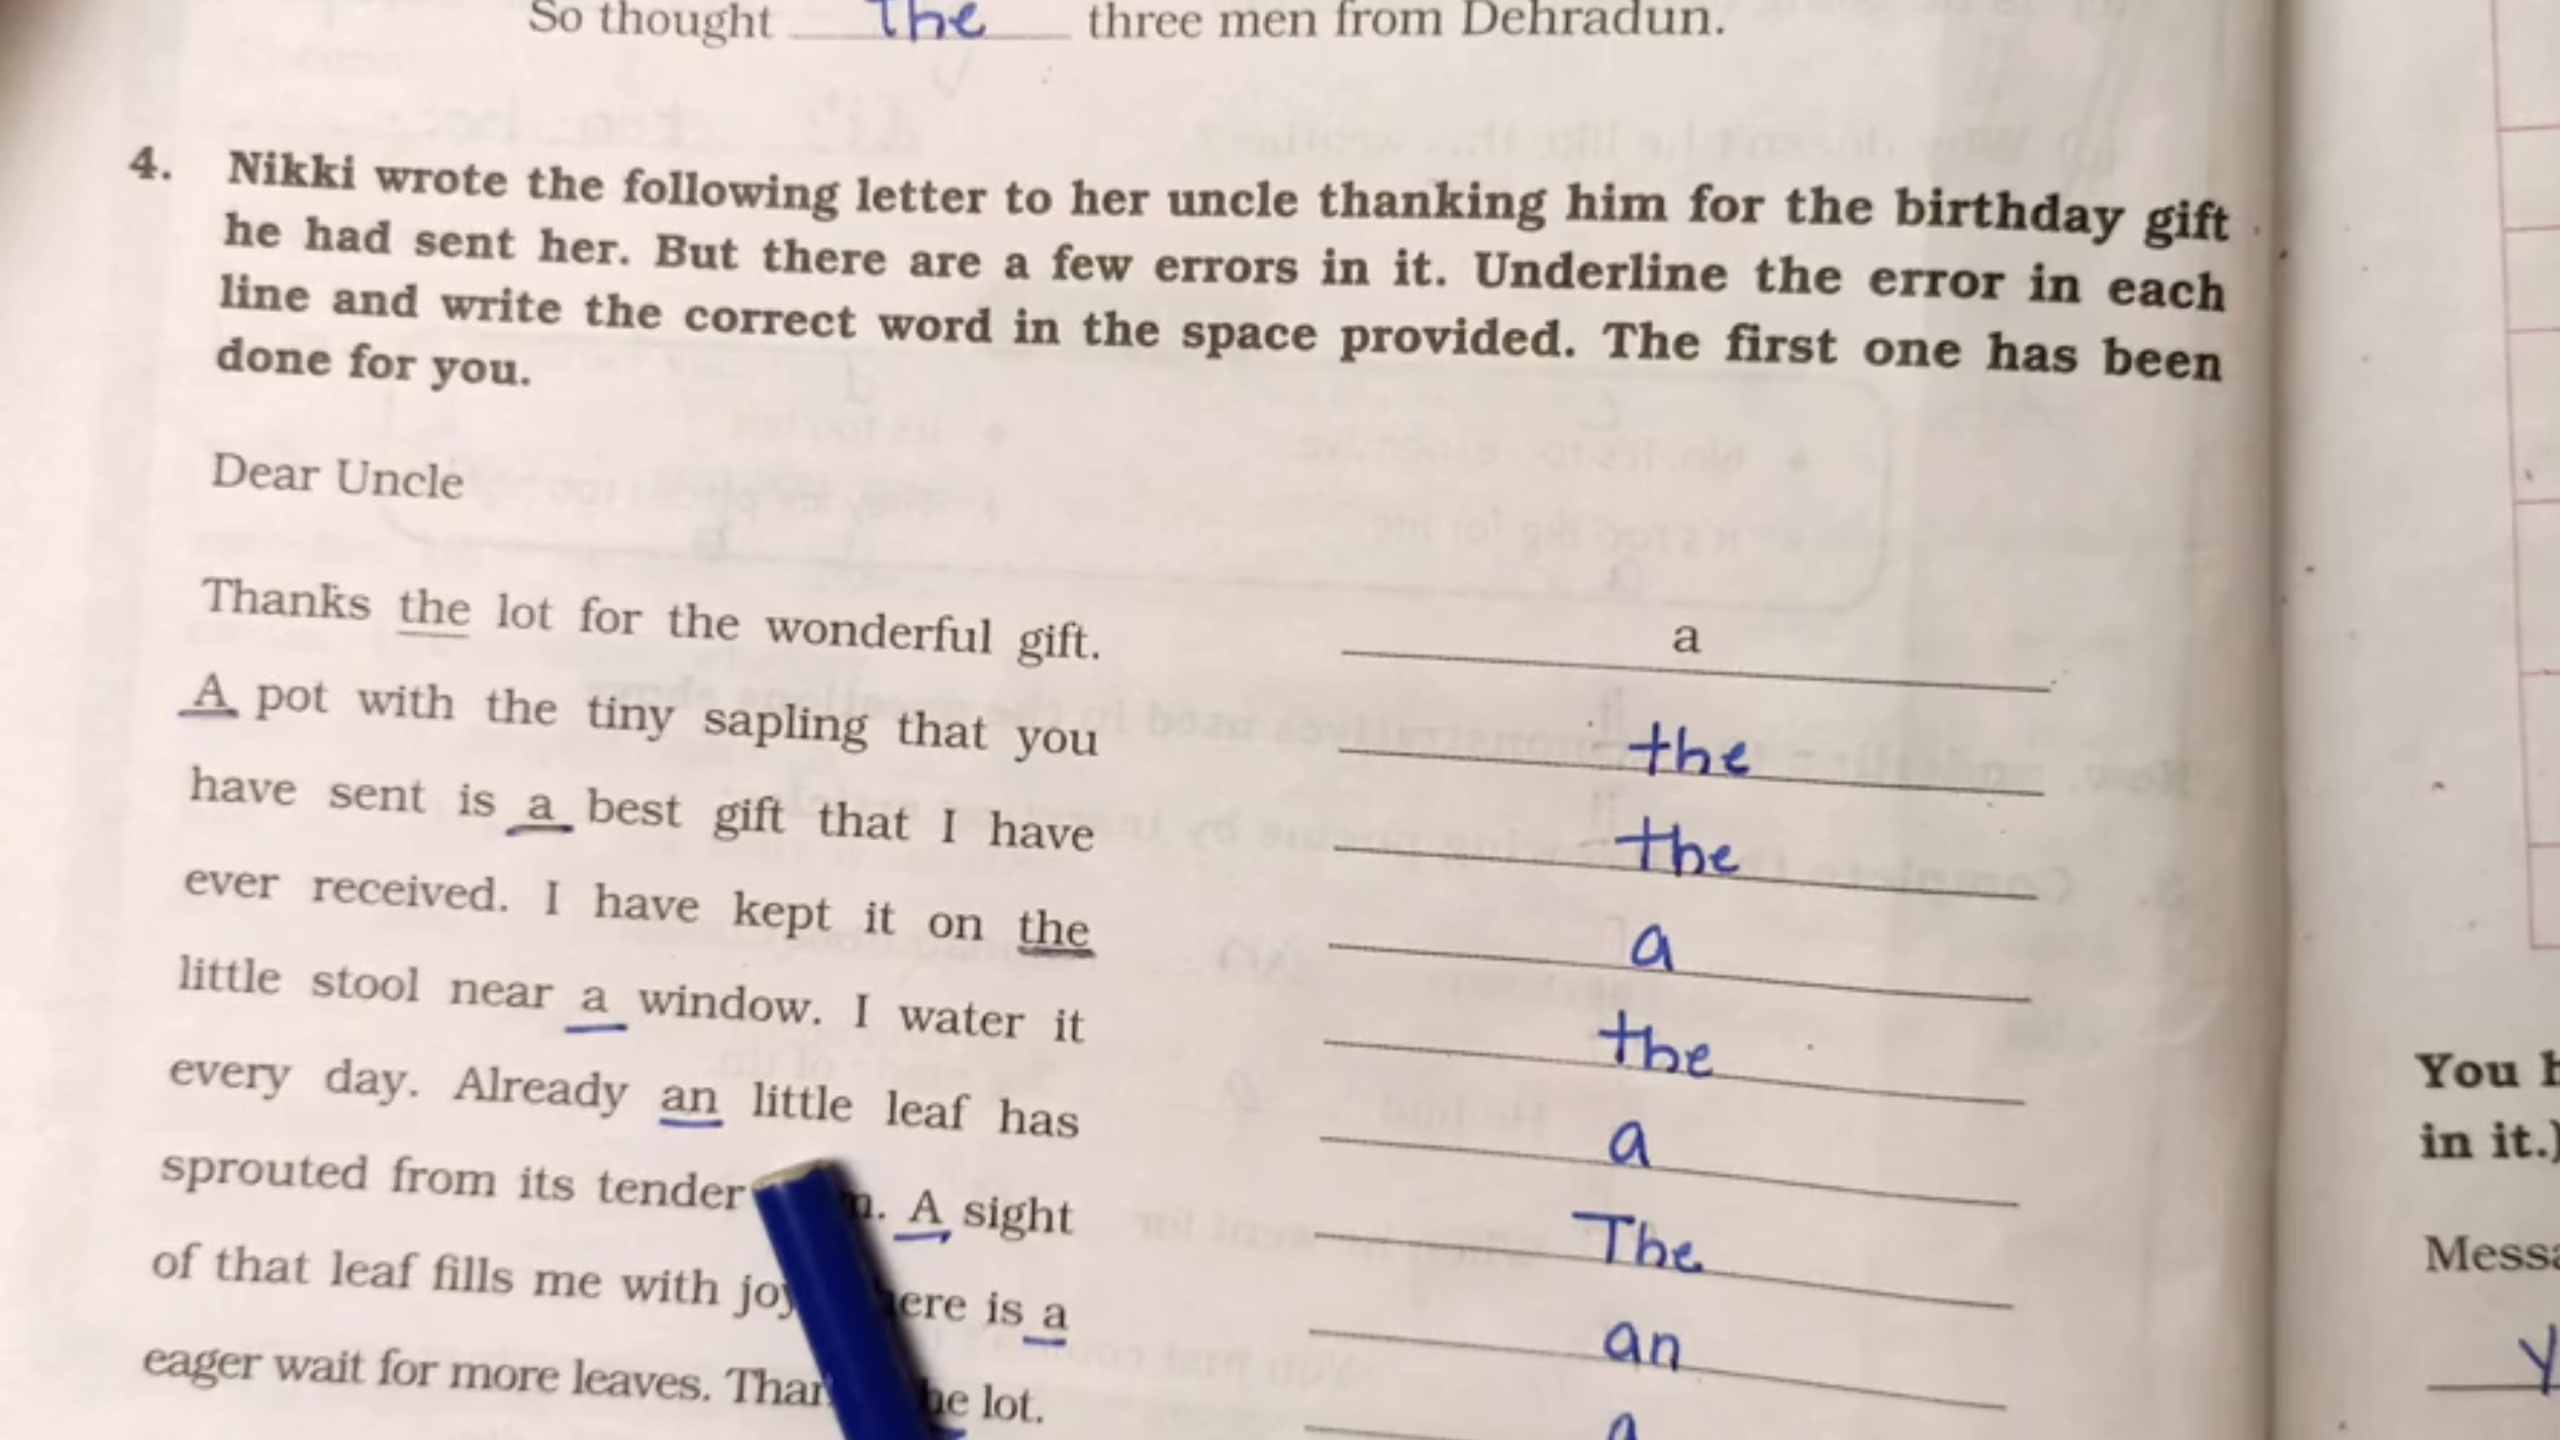 So thought the three men from Dehradun.
4. Nikki wrote the following letter to her uncle thanking him for the birthday gift
he had sent her. But there are a few errors in it. Underline the error in each
line and write the correct word in the space provided. The first one has been
done for you.
Dear Uncle
Thanks the lot for the wonderful gift. a
A pot with the tiny sapling that you the
have sent is a best gift that I have the
ever received. I have kept it on the a
little stool near a window. I water it the
every day. Already an little leaf has a
sprouted from its tender A sight The
of that leaf fills me with is a an
eager wait for more leaves. lot. a
You
in it.)